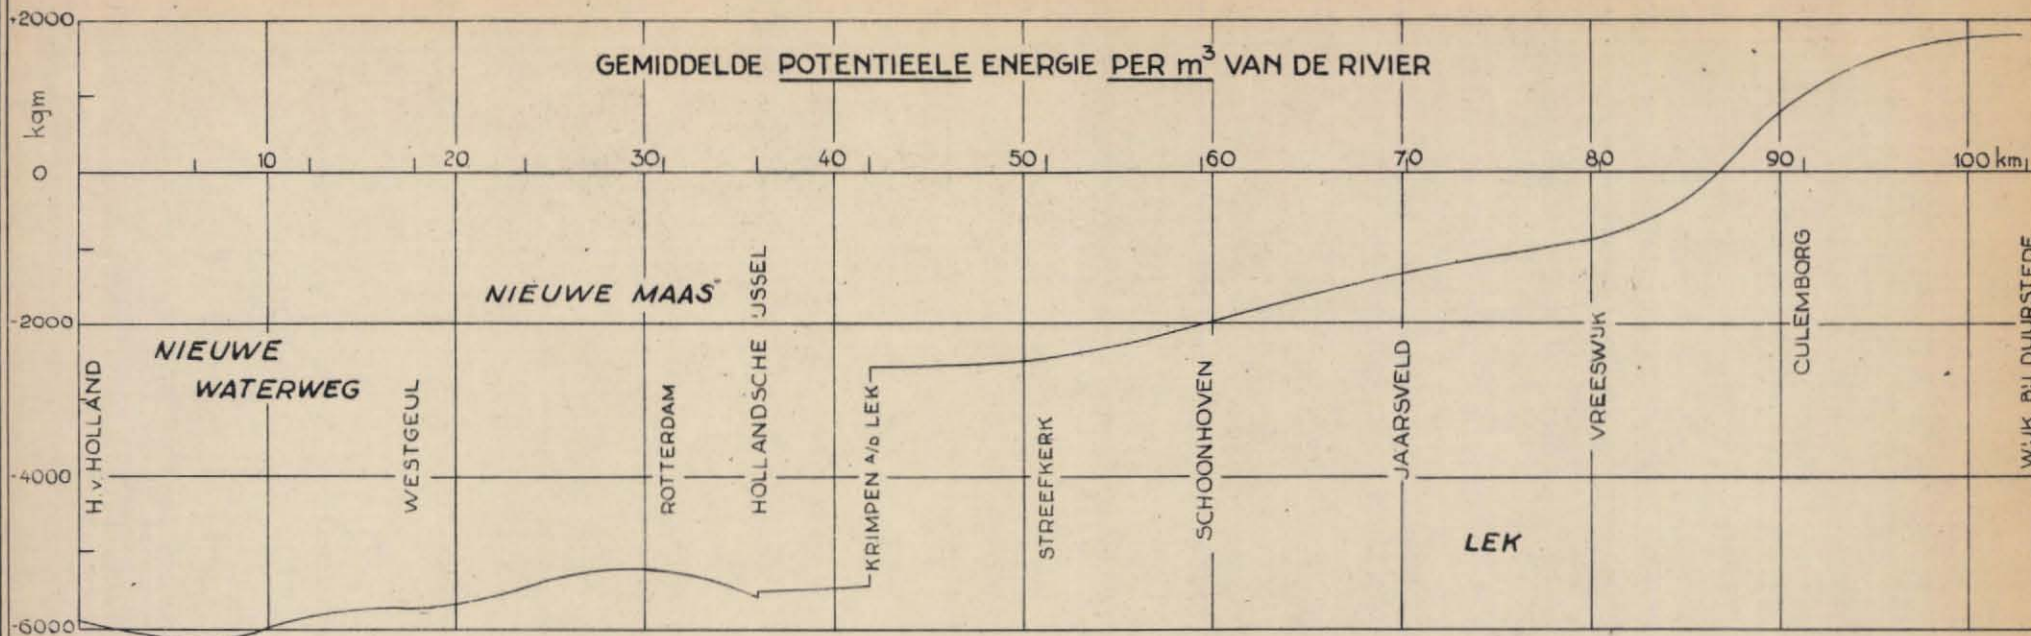 +2000
GEMIDDELDE POTENTIEELE ENERGIE PER m³ VAN DE RIVIER
kgm
10 20 30 40 50 60 70 80 90 100 km
0
NIEUWE MAAS
-2000
NIEUWE
WATERWEG
-4000
LEK
-6000
H. v. HOLLAND
WESTGEUL
ROTTERDAM
HOLLANDSCHE IJSSEL
KRIMPEN A/D LEK
STREEFKERK
SCHOONHOVEN
JAARSVELD
VREESWIJK
CULEMBORG
WIJK BIJ DUURSTEDE